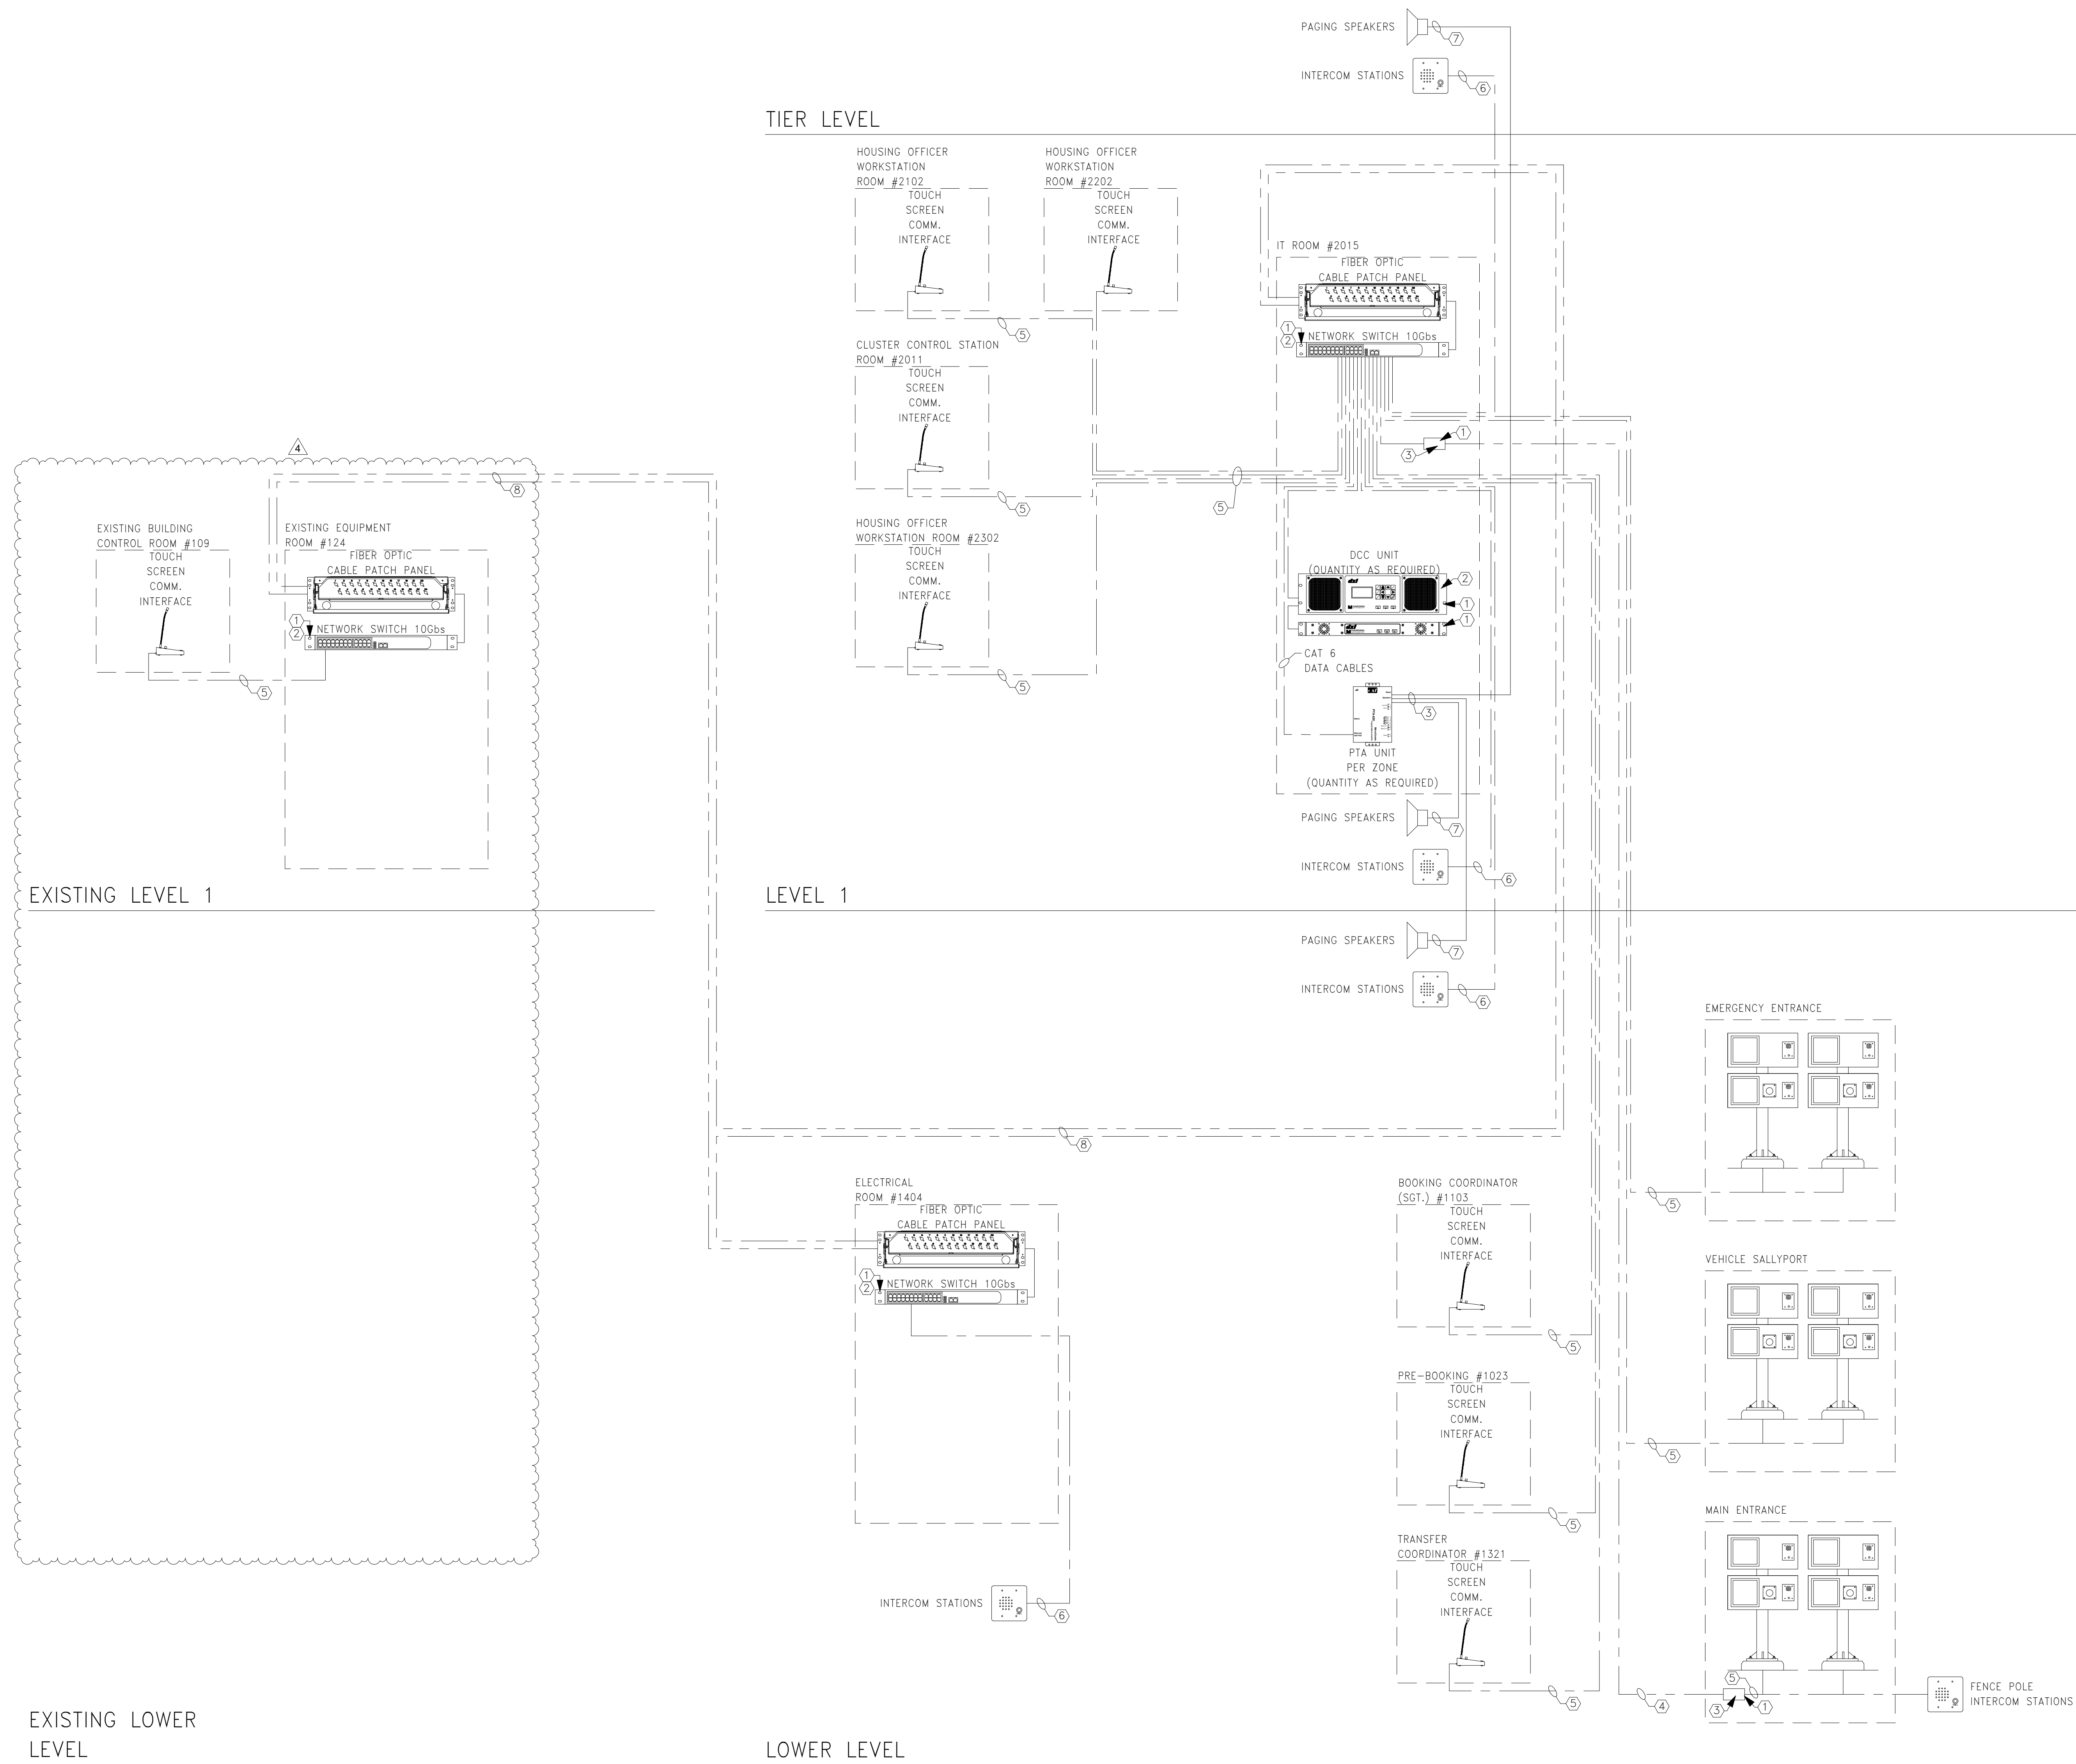 PAGING SPEAKERS
7
INTERCOM STATIONS
6
TIER LEVEL
HOUSING OFFICER
WORKSTATION
ROOM #2102
TOUCH
SCREEN
COMM.
INTERFACE
5
HOUSING OFFICER
WORKSTATION
ROOM #2202
TOUCH
SCREEN
COMM.
INTERFACE
IT ROOM #2015
FIBER OPTIC
CABLE PATCH PANEL
1
2
NETWORK SWITCH 10Gbs
CLUSTER CONTROL STATION
ROOM #2011
TOUCH
SCREEN
COMM.
INTERFACE
5
1
3
5
4
8
EXISTING BUILDING
CONTROL ROOM #109
TOUCH
SCREEN
COMM.
INTERFACE
5
EXISTING EQUIPMENT
ROOM #124
FIBER OPTIC
CABLE PATCH PANEL
1
2
NETWORK SWITCH 10Gbs
HOUSING OFFICER
WORKSTATION ROOM #2302
TOUCH
SCREEN
COMM.
INTERFACE
5
DCC UNIT
(QUANTITY AS REQUIRED)
dxl
2
1
dxl
1
CAT 6
DATA CABLES
3
PTA UNIT
PER ZONE
(QUANTITY AS REQUIRED)
PAGING SPEAKERS
7
INTERCOM STATIONS
6
EXISTING LEVEL 1
LEVEL 1
PAGING SPEAKERS
7
INTERCOM STATIONS
6
EMERGENCY ENTRANCE
5
8
ELECTRICAL
ROOM #1404
FIBER OPTIC
CABLE PATCH PANEL
1
2
NETWORK SWITCH 10Gbs
BOOKING COORDINATOR
(SGT.) #1103
TOUCH
SCREEN
COMM.
INTERFACE
5
VEHICLE SALLYPORT
5
PRE-BOOKING #1023
TOUCH
SCREEN
COMM.
INTERFACE
5
MAIN ENTRANCE
TRANSFER
COORDINATOR #1321
TOUCH
SCREEN
COMM.
INTERFACE
5
INTERCOM STATIONS
6
4
5
3
1
FENCE POLE
INTERCOM STATIONS
EXISTING LOWER
LEVEL
LOWER LEVEL